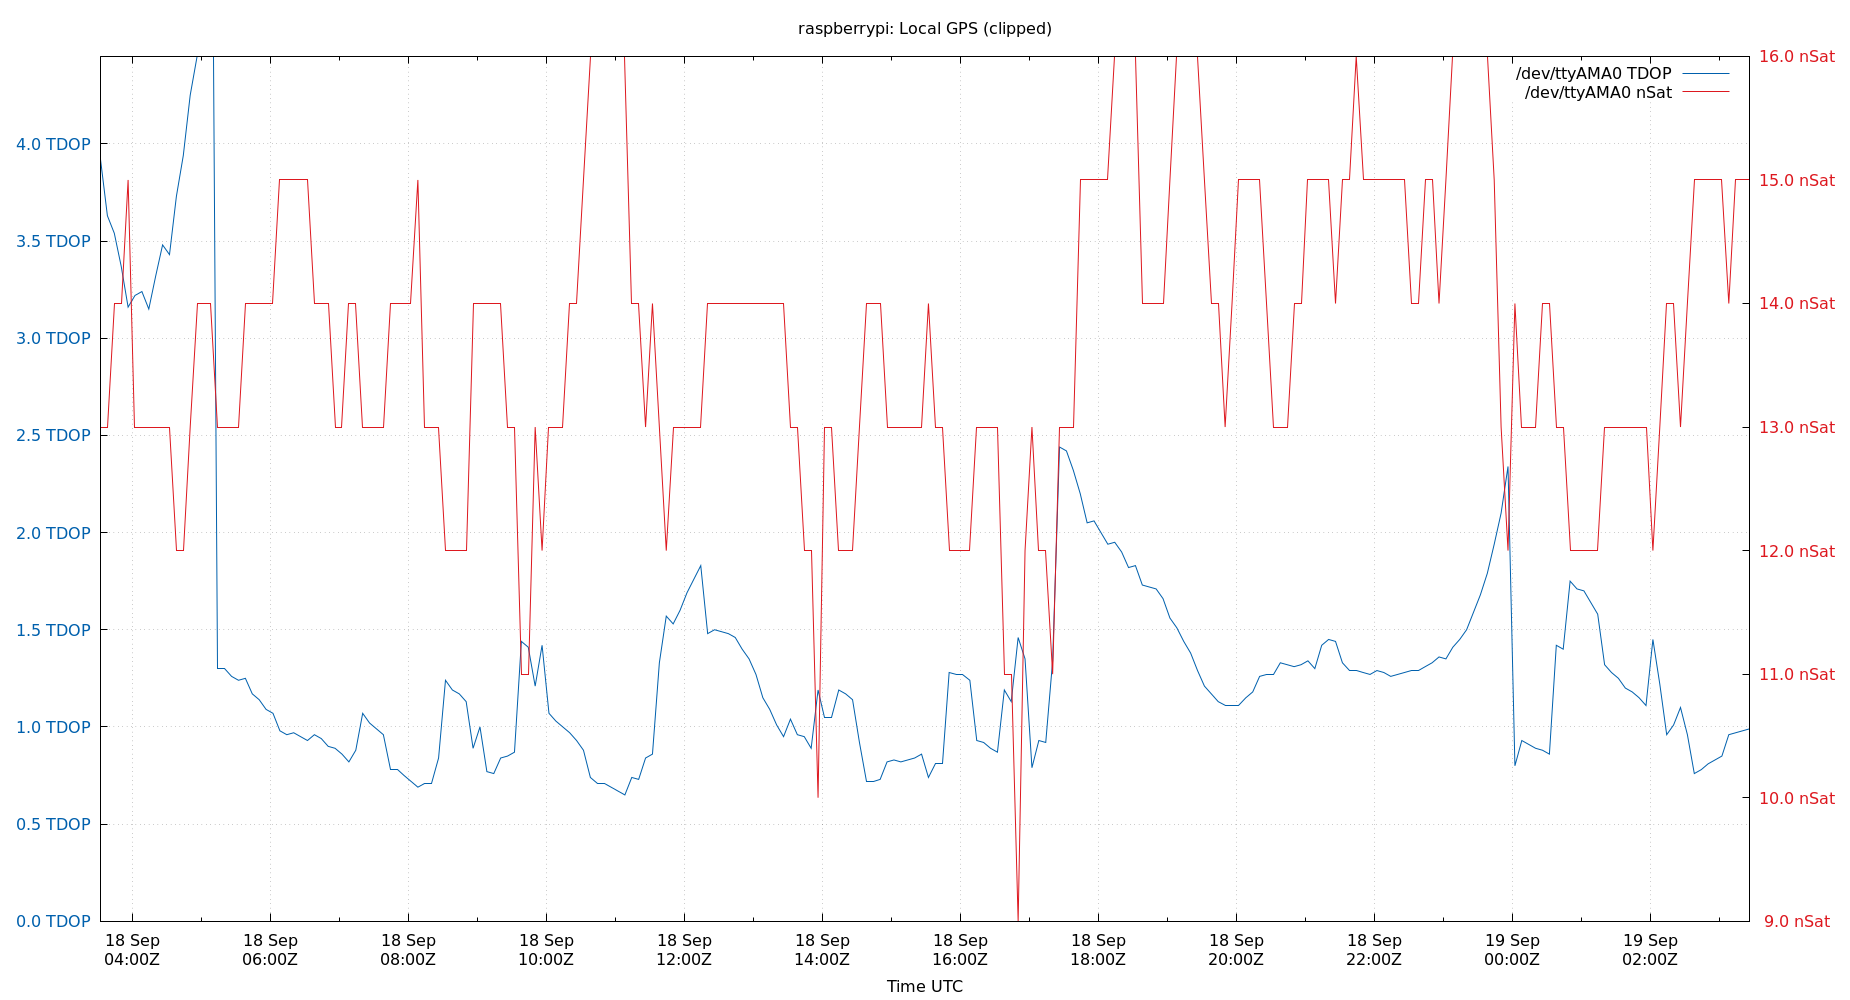 raspberrypi: Local GPS (clipped)
/dev/ttyAMA0 TDOP
/dev/ttyAMA0 nSat
4.0 TDOP
3.5 TDOP
3.0 TDOP
2.5 TDOP
2.0 TDOP
1.5 TDOP
1.0 TDOP
0.5 TDOP
0.0 TDOP
16.0 nSat
15.0 nSat
14.0 nSat
13.0 nSat
12.0 nSat
11.0 nSat
10.0 nSat
9.0 nSat
18 Sep
04:00Z
18 Sep
06:00Z
18 Sep
08:00Z
18 Sep
10:00Z
18 Sep
12:00Z
18 Sep
14:00Z
18 Sep
16:00Z
18 Sep
18:00Z
18 Sep
20:00Z
18 Sep
22:00Z
19 Sep
00:00Z
19 Sep
02:00Z
Time UTC